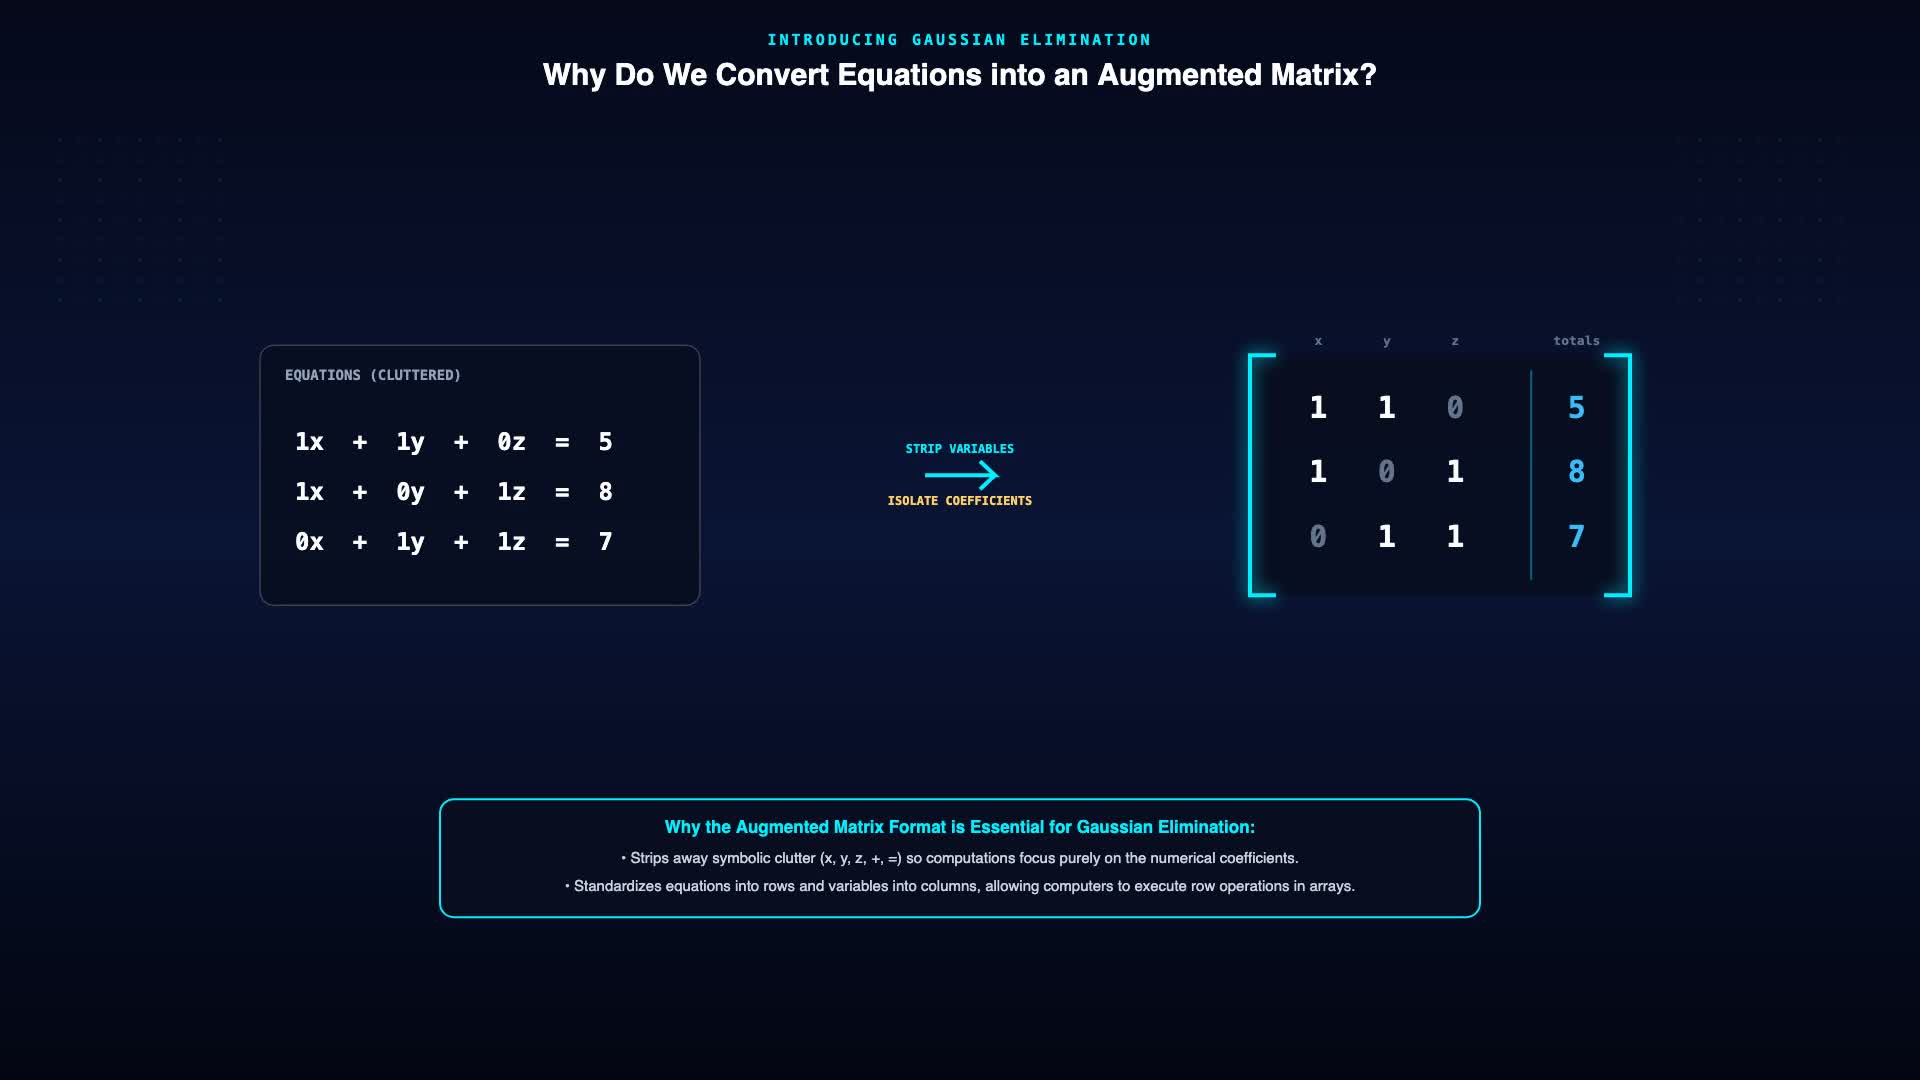 INTRODUCING GAUSSIAN ELIMINATION
Why Do We Convert Equations into an Augmented Matrix?
EQUATIONS (CLUTTERED)
1x + 1y + 0z = 5
1x + 0y + 1z = 8
0x + 1y + 1z = 7
STRIP VARIABLES
ISOLATE COEFFICIENTS
x y z totals
1 1 0 5
1 0 1 8
0 1 1 7
Why the Augmented Matrix Format is Essential for Gaussian Elimination:
• Strips away symbolic clutter (x, y, z, +, =) so computations focus purely on the numerical coefficients.
• Standardizes equations into rows and variables into columns, allowing computers to execute row operations in arrays.